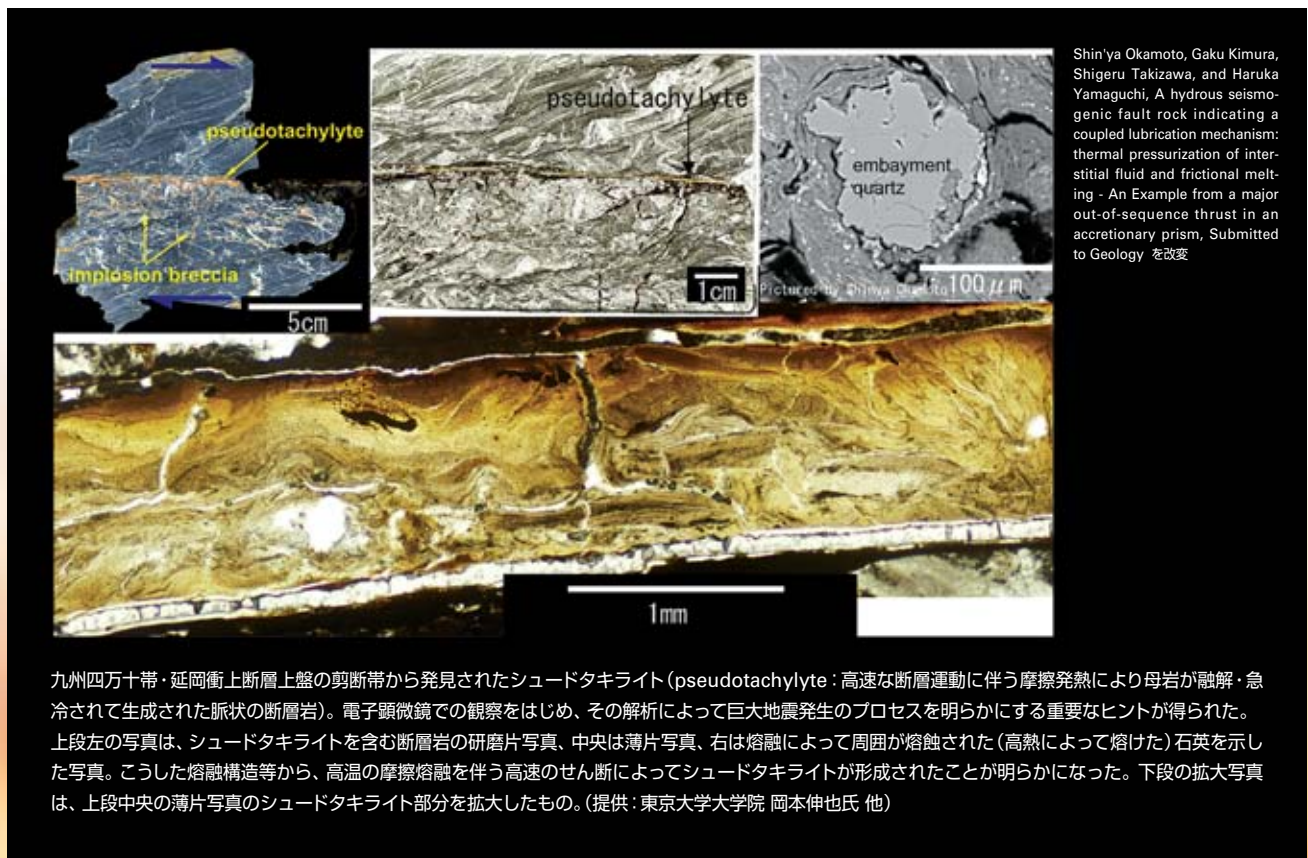 pseudotachylyte
implosion breccia
5cm
pseudotachylyte
1cm
embayment
quartz
Pictured by Shinya Okamoto
100μm
1mm
Shin'ya Okamoto, Gaku Kimura,
Shigeru Takizawa, and Haruka
Yamaguchi, A hydrous seismo-
genic fault rock indicating a
coupled lubrication mechanism:
thermal pressurization of inter-
stitial fluid and frictional melt-
ing - An Example from a major
out-of-sequence thrust in an
accretionary prism, Submitted
to Geology を改変
九州四万十帯・延岡衝上断層上盤の剪断帯から発見されたシュードタキライト（pseudotachylyte：高速な断層運動に伴う摩擦発熱により母岩が融解・急
冷されて生成された脈状の断層岩）。電子顕微鏡での観察をはじめ、その解析によって巨大地震発生のプロセスを明らかにする重要なヒントが得られた。
上段左の写真は、シュードタキライトを含む断層岩の研磨片写真、中央は薄片写真、右は熔融によって周囲が熔蝕された（高熱によって熔けた）石英を示し
た写真。こうした熔融構造等から、高温の摩擦熔融を伴う高速のせん断によってシュードタキライトが形成されたことが明らかになった。下段の拡大写真
は、上段中央の薄片写真のシュードタキライト部分を拡大したもの。（提供：東京大学大学院 岡本伸也氏 他）